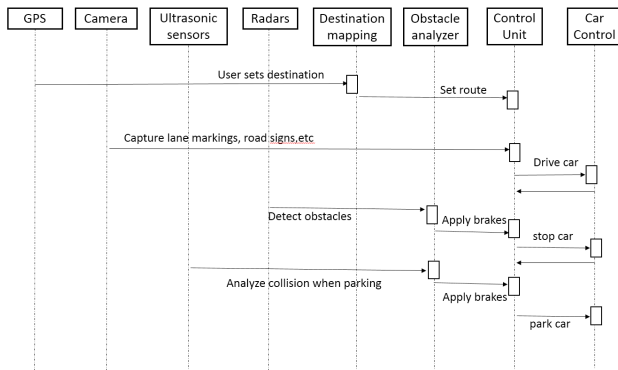 GPS
Camera
Ultrasonic
sensors
Radars
Destination
mapping
Obstacle
analyzer
Control
Unit
Car
Control
User sets destination
Set route
Capture lane markings, road signs,etc
Drive car
Detect obstacles
Apply brakes
stop car
Analyze collision when parking
Apply brakes
park car